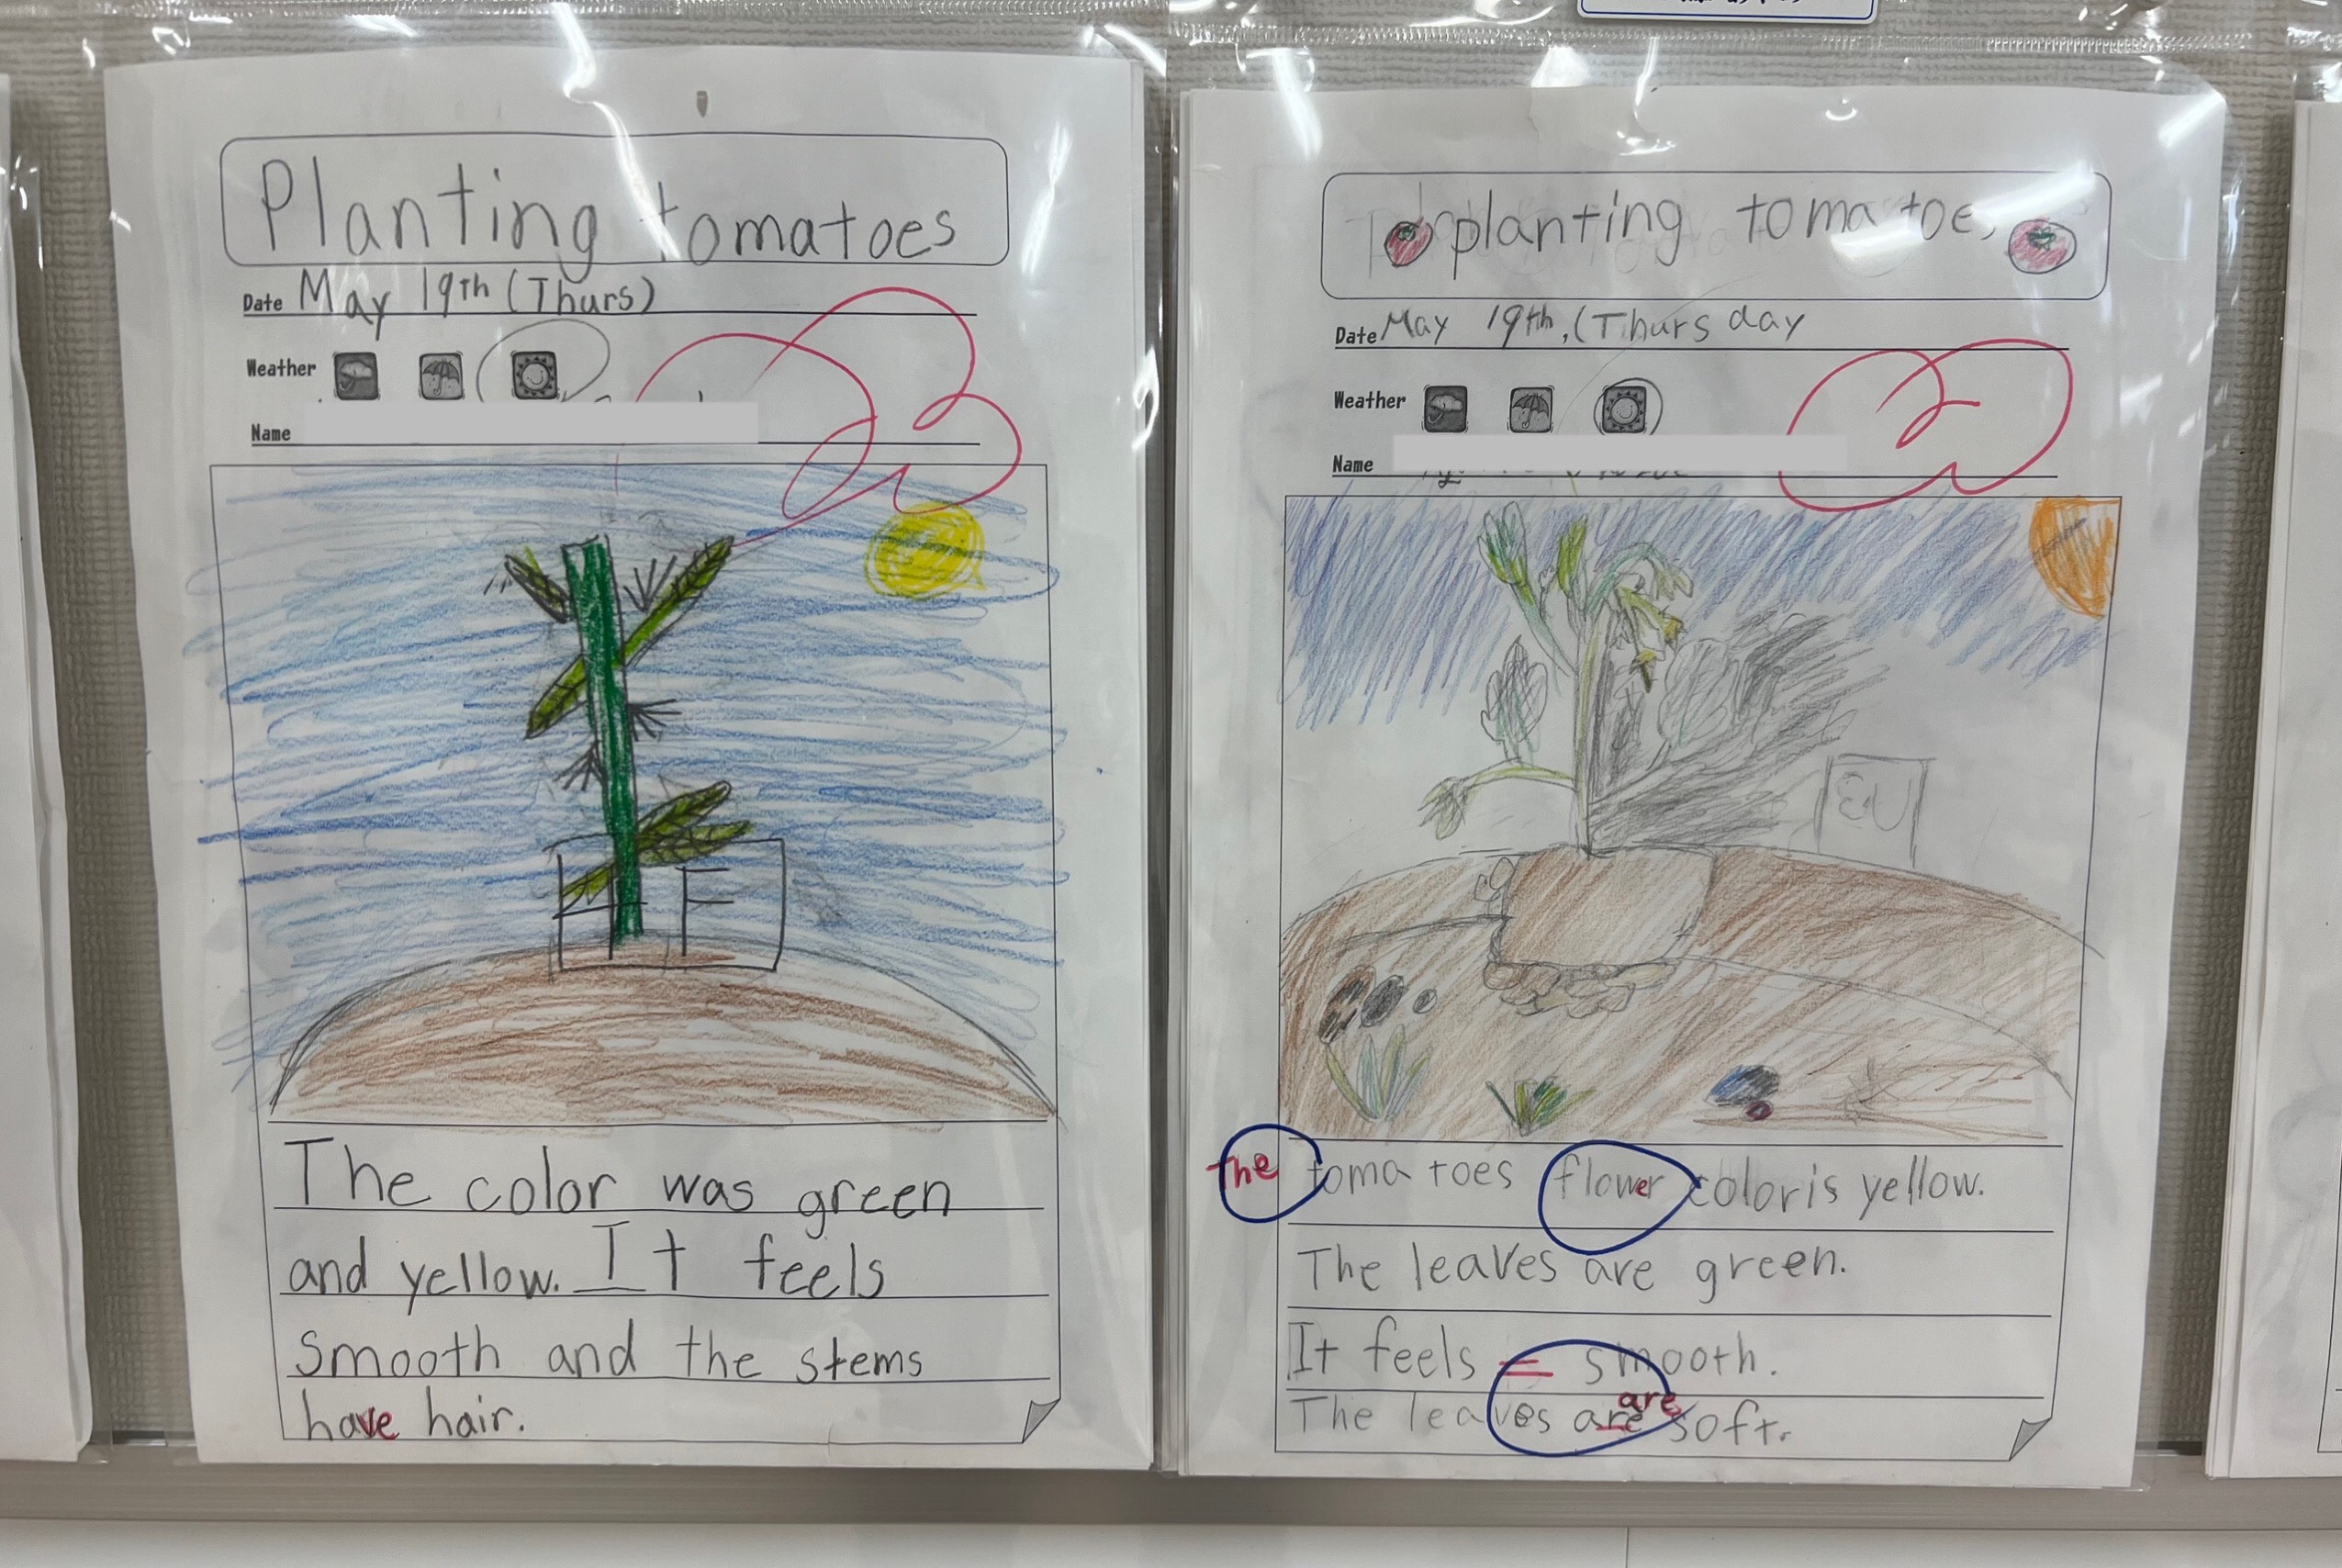 Planting tomatoes
Date May 19th (Thurs)
Weather
Name
The color was green
and yellow. It feels
smooth and the stems
have hair.
planting tomatoes
Date May 19th, (Thursday
Weather
Name
the tomatoes flower color is yellow.
The leaves are green.
It feels smooth.
are
The leaves are soft.